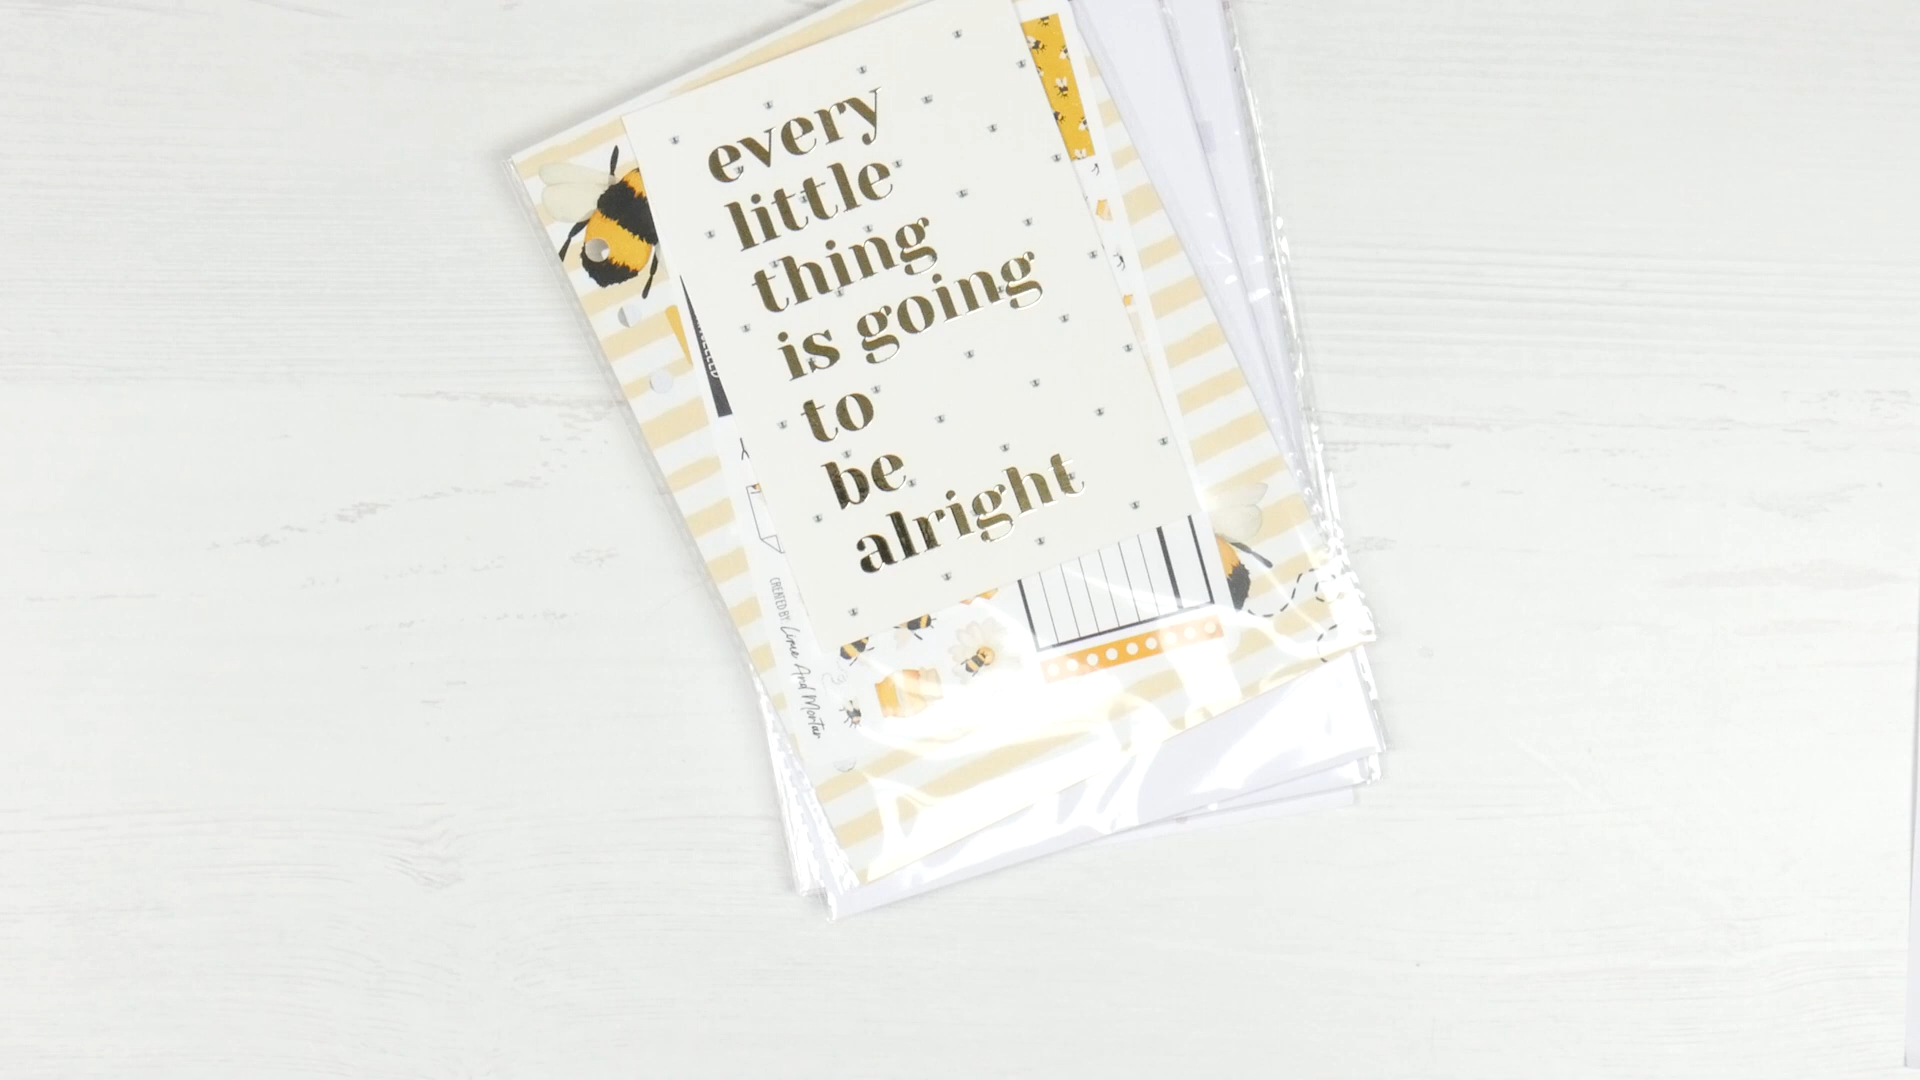 every
little
thing
is going
to
be
alright
CREATED BY: Lime And Mortar